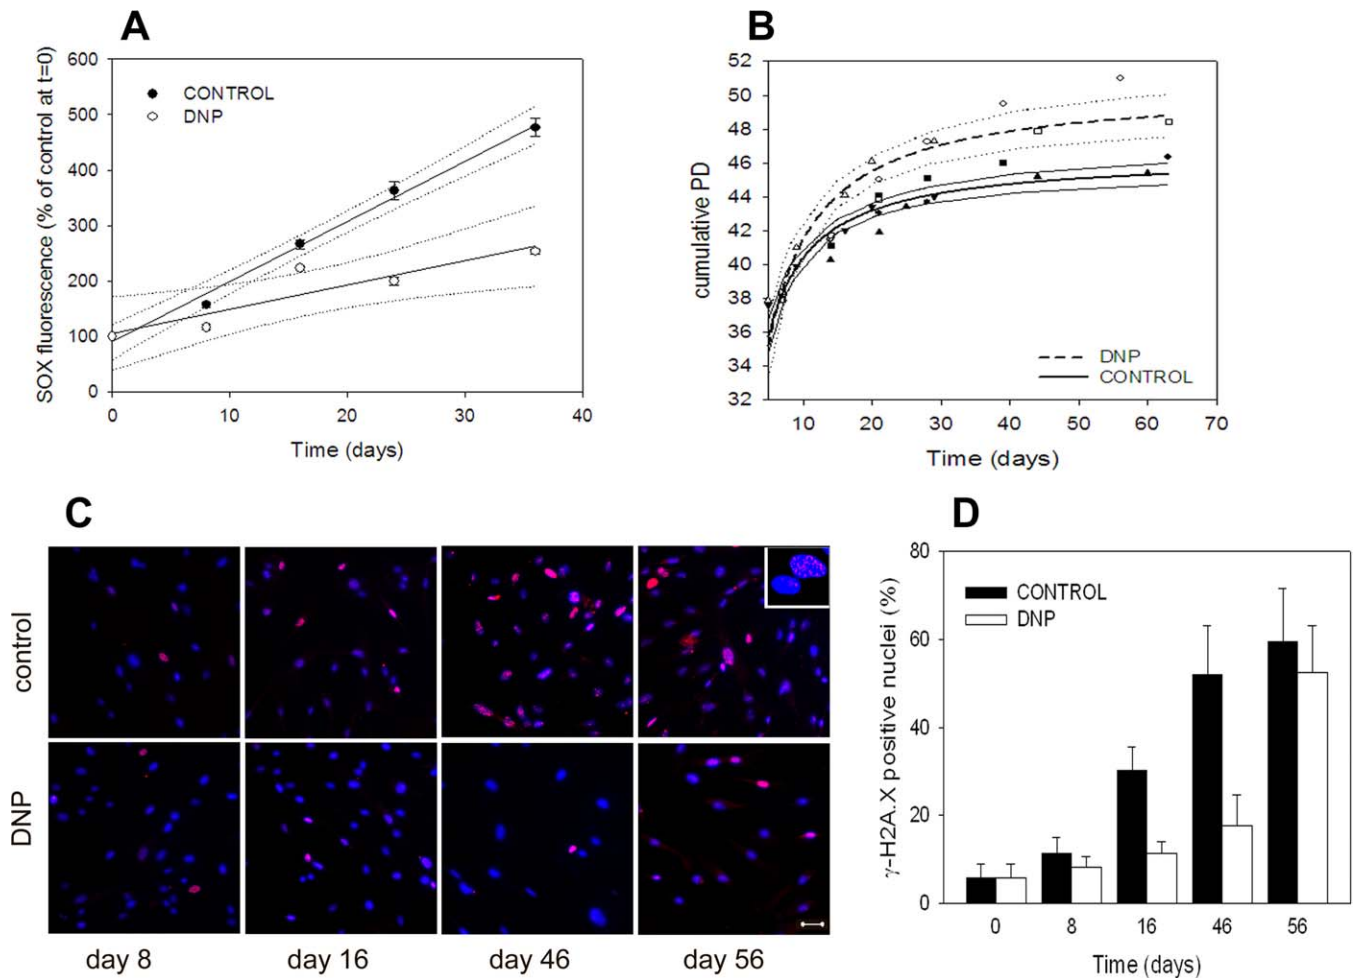 A
SOX fluorescence (% of control at t=0)
600
500
400
300
200
100
0
CONTROL
DNP
0 10 20 30 40
Time (days)
B
cumulative PD
52
50
48
46
44
42
40
38
36
34
32
DNP
CONTROL
10 20 30 40 50 60 70
Time (days)
C
control
DNP
day 8 day 16 day 46 day 56
D
γ-H2A.X positive nuclei (%)
80
60
40
20
0
CONTROL
DNP
0 8 16 46 56
Time (days)